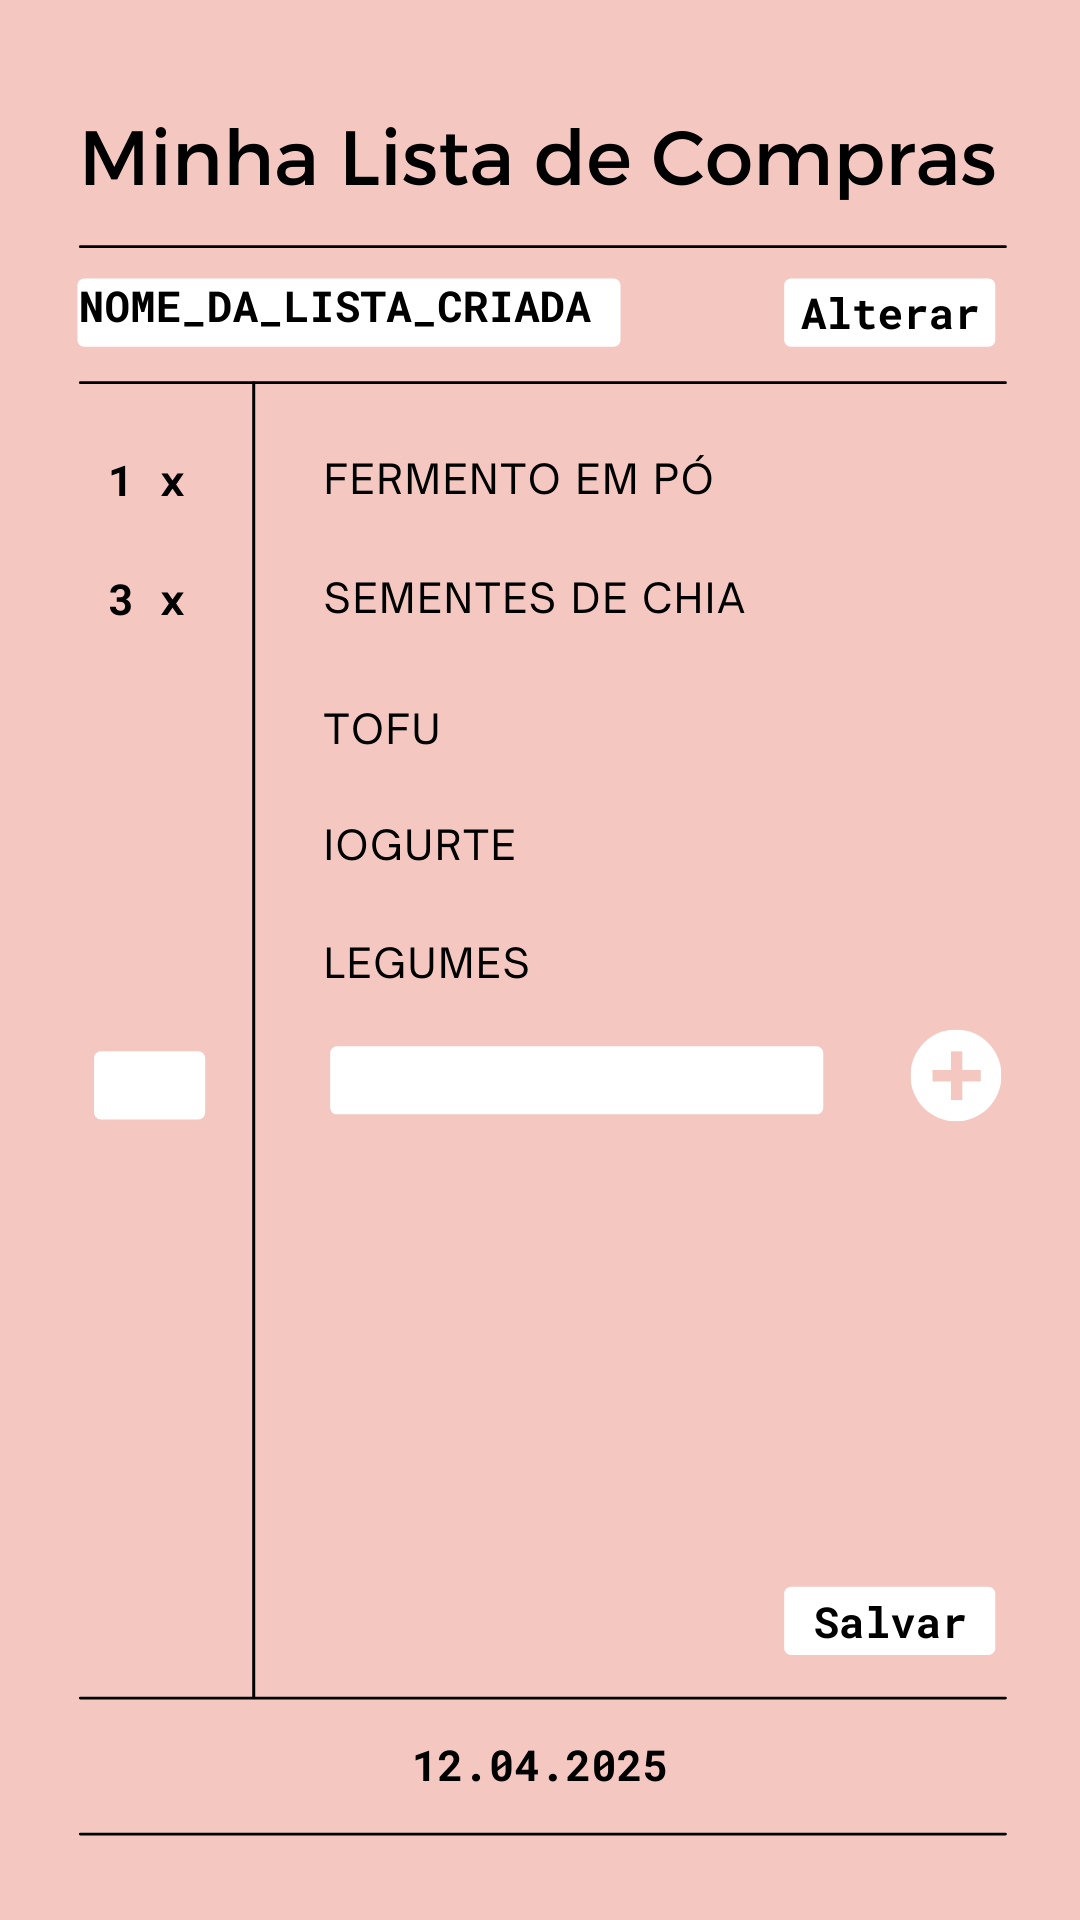 Minha Lista de Compras
NOME_DA_LISTA_CRIADA
Alterar
1 x FERMENTO EM PÓ
3 x SEMENTES DE CHIA
TOFU
IOGURTE
LEGUMES
Salvar
12.04.2025